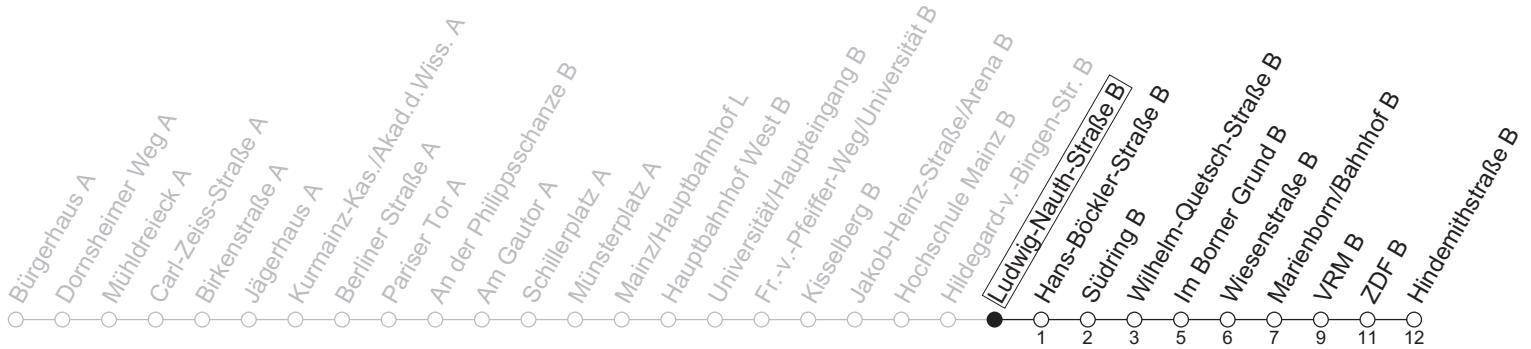 Bürgerhaus A
Dornsheimer Weg A
Mühldreieck A
Carl-Zeiss-Straße A
Birkenstraße A
Jägerhaus A
Kurmainz-Kas./Akad.d.Wiss. A
Berliner Straße A
Pariser Tor A
An der Philippsschanze B
Am Gautor A
Schillerplatz A
Münsterplatz A
Mainz/Hauptbahnhof L
Hauptbahnhof West B
Universität/Haupteingang B
Fr.-v.-Pfeiffer-Weg/Universität B
Kisselberg B
Jakob-Heinz-Straße/Arena B
Hochschule Mainz B
Hildegard-v.-Bingen-Str. B
Ludwig-Nauth-Straße B
Hans-Böckler-Straße B
Südring B
Wilhelm-Quetsch-Straße B
Im Borner Grund B
Wiesenstraße B
Marienborn/Bahnhof B
VRM B
ZDF B
Hindemithstraße B
1 2 3 5 6 7 9 11 12